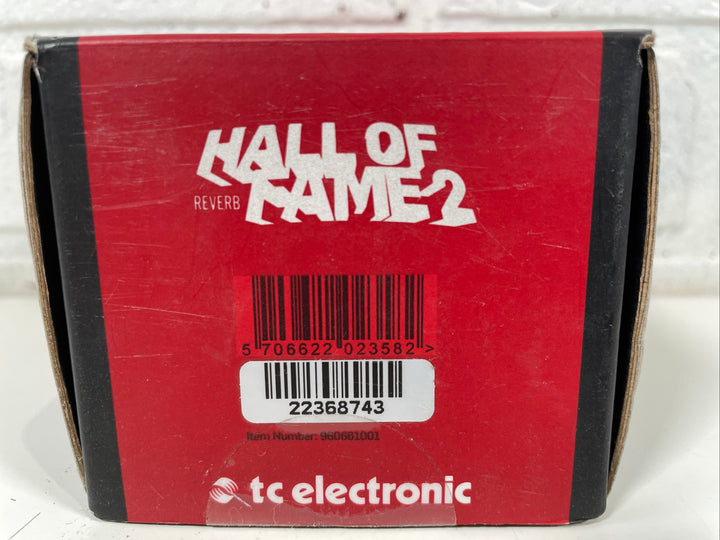 HALL OF
REVERB FAME 2
5 706622 023582 >
22368743
Item Number: 960661001
tc electronic